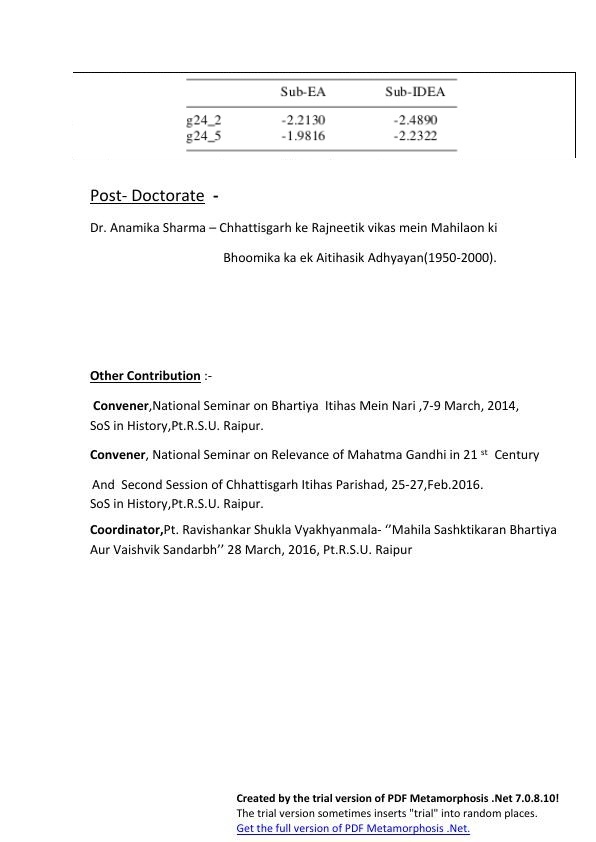 Sub-EA Sub-IDEA
g24_2 -2.2130 -2.4890
g24_5 -1.9816 -2.2322
Post- Doctorate -
Dr. Anamika Sharma – Chhattisgarh ke Rajneetik vikas mein Mahilaon ki
Bhoomika ka ek Aitihasik Adhyayan(1950-2000).
Other Contribution :-
Convener,National Seminar on Bhartiya Itihas Mein Nari ,7-9 March, 2014,
SoS in History,Pt.R.S.U. Raipur.
Convener, National Seminar on Relevance of Mahatma Gandhi in 21 st Century
And Second Session of Chhattisgarh Itihas Parishad, 25-27,Feb.2016.
SoS in History,Pt.R.S.U. Raipur.
Coordinator,Pt. Ravishankar Shukla Vyakhyanmala- ‘’Mahila Sashktikaran Bhartiya
Aur Vaishvik Sandarbh’’ 28 March, 2016, Pt.R.S.U. Raipur
Created by the trial version of PDF Metamorphosis .Net 7.0.8.10!
The trial version sometimes inserts "trial" into random places.
Get the full version of PDF Metamorphosis .Net.